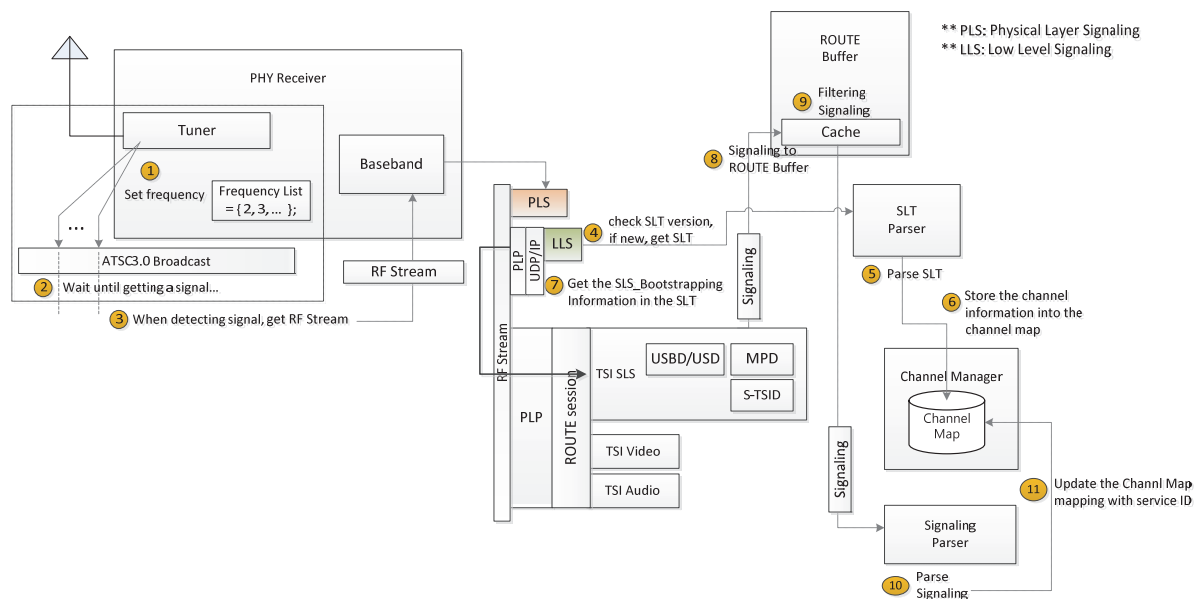 ** PLS: Physical Layer Signaling
** LLS: Low Level Signaling
PHY Receiver
Tuner
1
Set frequency
Frequency List
= { 2, 3, ... };
Baseband
...
ATSC3.0 Broadcast
2
Wait until getting a signal...
3
When detecting signal, get RF Stream
RF Stream
PLS
LLS
PLP
UDP/IP
4
check SLT version,
if new, get SLT
7
Get the SLS_Bootstrapping
Information in the SLT
RF Stream
PLP
ROUTE session
TSI SLS
USBD/USD
MPD
S-TSID
TSI Video
TSI Audio
Signaling
8
Signaling to
ROUTE Buffer
ROUTE
Buffer
9
Filtering
Signaling
Cache
SLT
Parser
5
Parse SLT
6
Store the channel
information into the
channel map
Channel Manager
Channel
Map
Signaling
Signaling
Parser
10
Parse
Signaling
11
Update the Channl Map
mapping with service ID